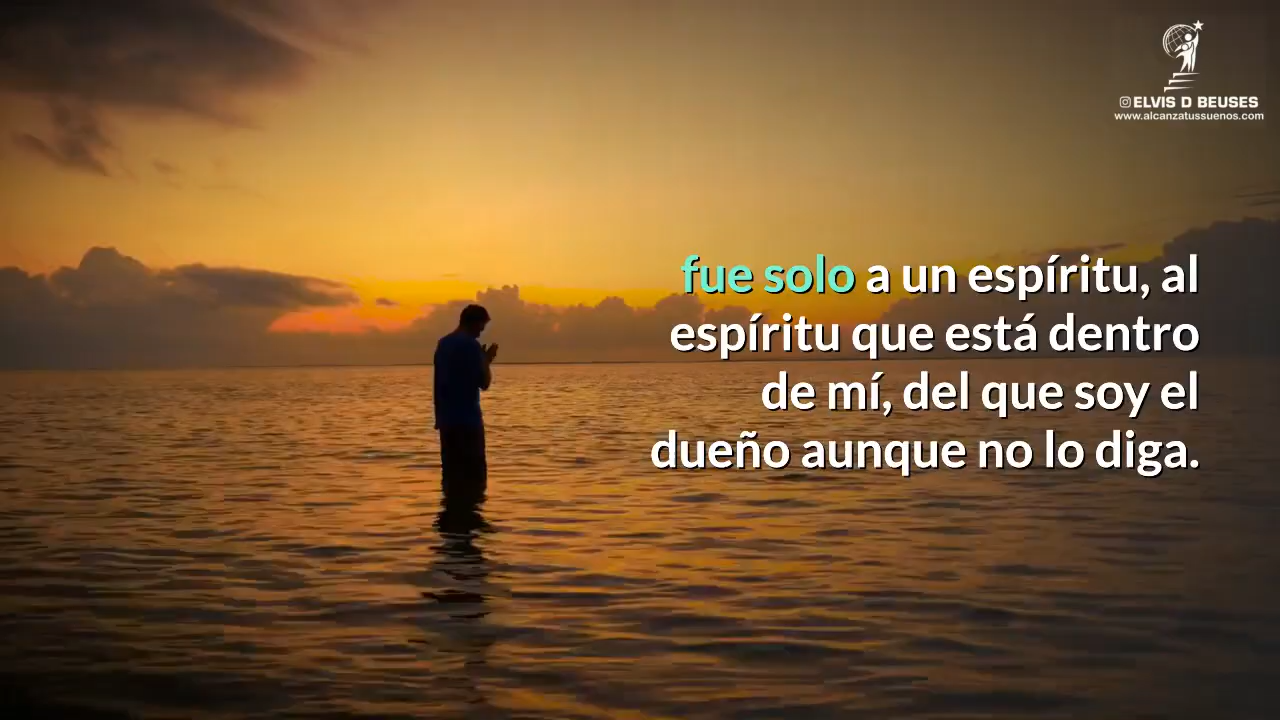 ELVIS D BEUSES
www.alcanzatussuenos.com
fue solo a un espíritu, al
espíritu que está dentro
de mí, del que soy el
dueño aunque no lo diga.